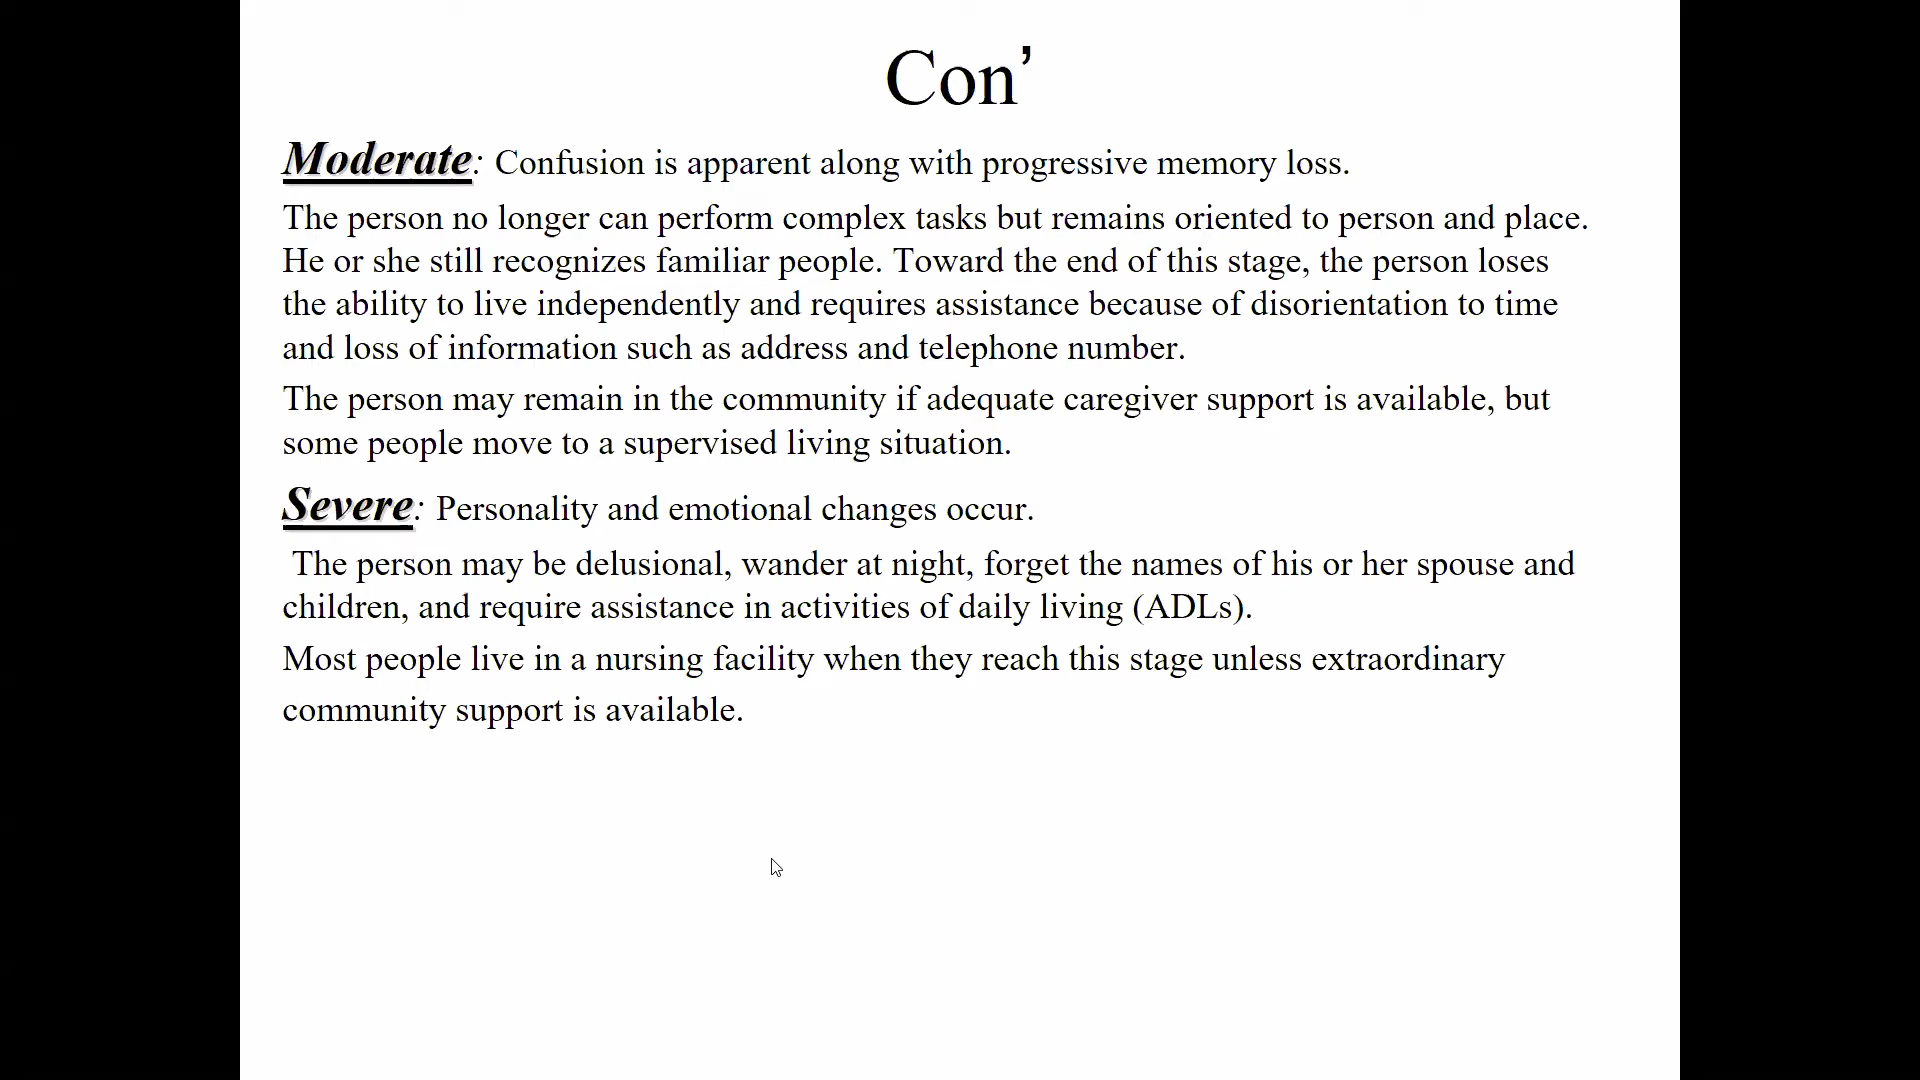 Con’
Moderate: Confusion is apparent along with progressive memory loss.
The person no longer can perform complex tasks but remains oriented to person and place.
He or she still recognizes familiar people. Toward the end of this stage, the person loses
the ability to live independently and requires assistance because of disorientation to time
and loss of information such as address and telephone number.
The person may remain in the community if adequate caregiver support is available, but
some people move to a supervised living situation.
Severe: Personality and emotional changes occur.
The person may be delusional, wander at night, forget the names of his or her spouse and
children, and require assistance in activities of daily living (ADLs).
Most people live in a nursing facility when they reach this stage unless extraordinary
community support is available.